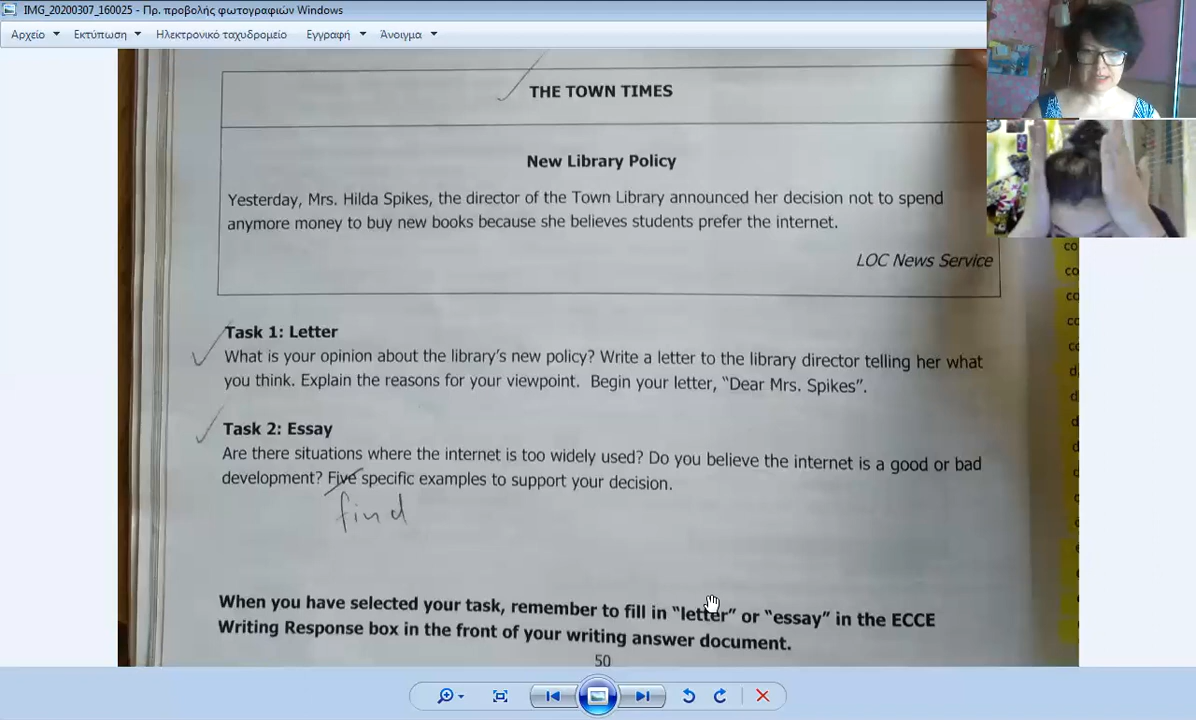 IMG_20200307_160025 - Πρ. προβολής φωτογραφιών Windows
Αρχείο Εκτύπωση Ηλεκτρονικό ταχυδρομείο Εγγραφή Άνοιγμα
THE TOWN TIMES
New Library Policy
Yesterday, Mrs. Hilda Spikes, the director of the Town Library announced her decision not to spend
anymore money to buy new books because she believes students prefer the internet.
LOC News Service
Task 1: Letter
What is your opinion about the library's new policy? Write a letter to the library director telling her what
you think. Explain the reasons for your viewpoint. Begin your letter, "Dear Mrs. Spikes".
Task 2: Essay
Are there situations where the internet is too widely used? Do you believe the internet is a good or bad
development? Five specific examples to support your decision.
find
When you have selected your task, remember to fill in "letter" or "essay" in the ECCE
Writing Response box in the front of your writing answer document.
50